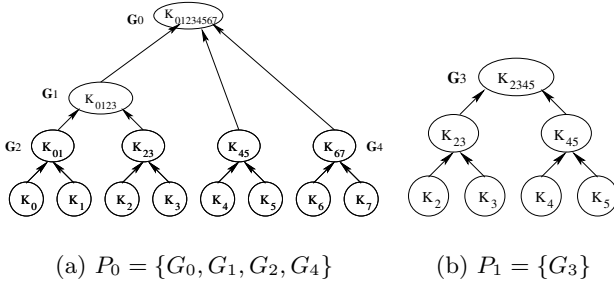 G0 K01234567
G1 K0123 G3 K2345
G2 K01 K23 K45 K67 G4 K23 K45
K0 K1 K2 K3 K4 K5 K6 K7 K2 K3 K4 K5
(a) P0 = {G0, G1, G2, G4} (b) P1 = {G3}